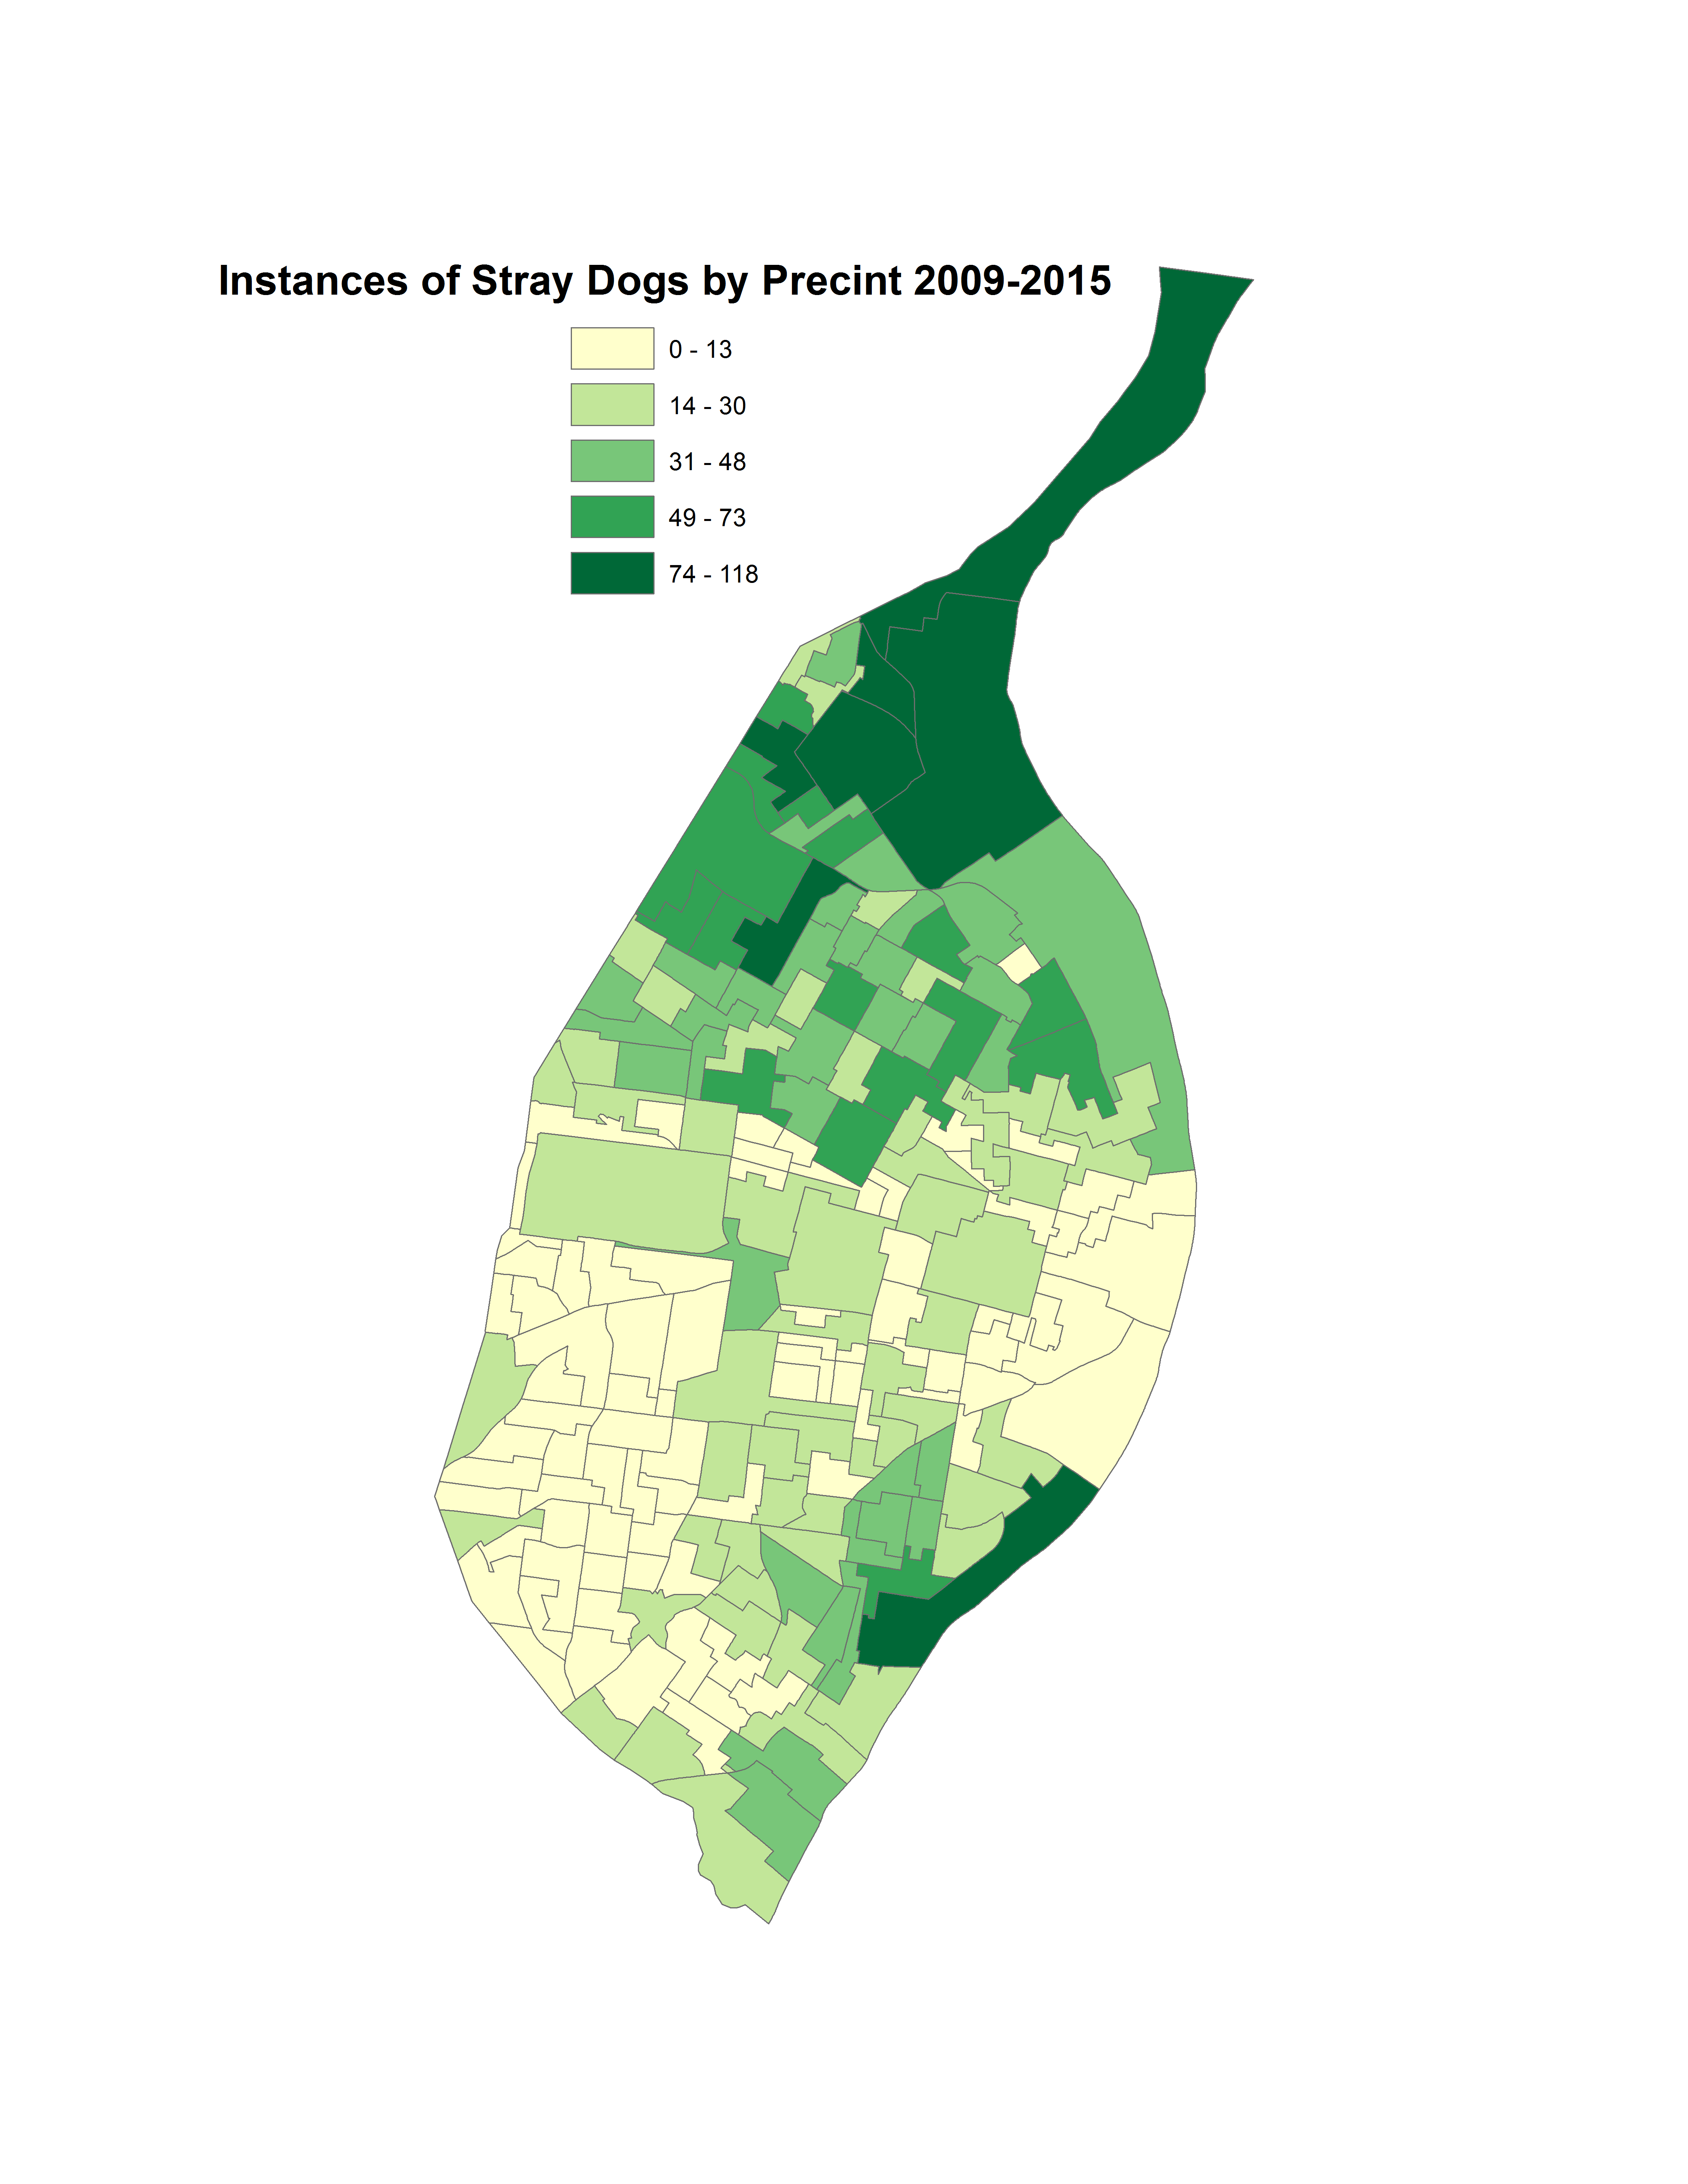 Instances of Stray Dogs by Precint 2009-2015
0 - 13
14 - 30
31 - 48
49 - 73
74 - 118